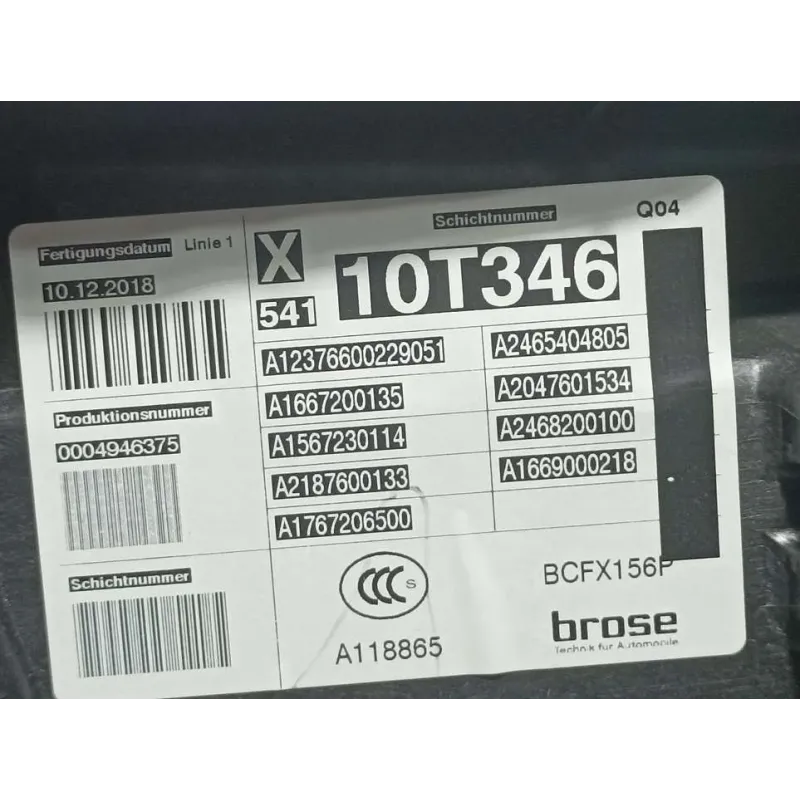 Fertigungsdatum Linie 1
10.12.2018
Produktionsnummer
0004946375
Schichtnummer
X
541
Schichtnummer
Q04
10T346
A12376600229051
A1667200135
A1567230114
A2187600133
A1767206500
A2465404805
A2047601534
A2468200100
A1669000218
CCC S
A118865
BCFX156P
brose
Technik für Automobile